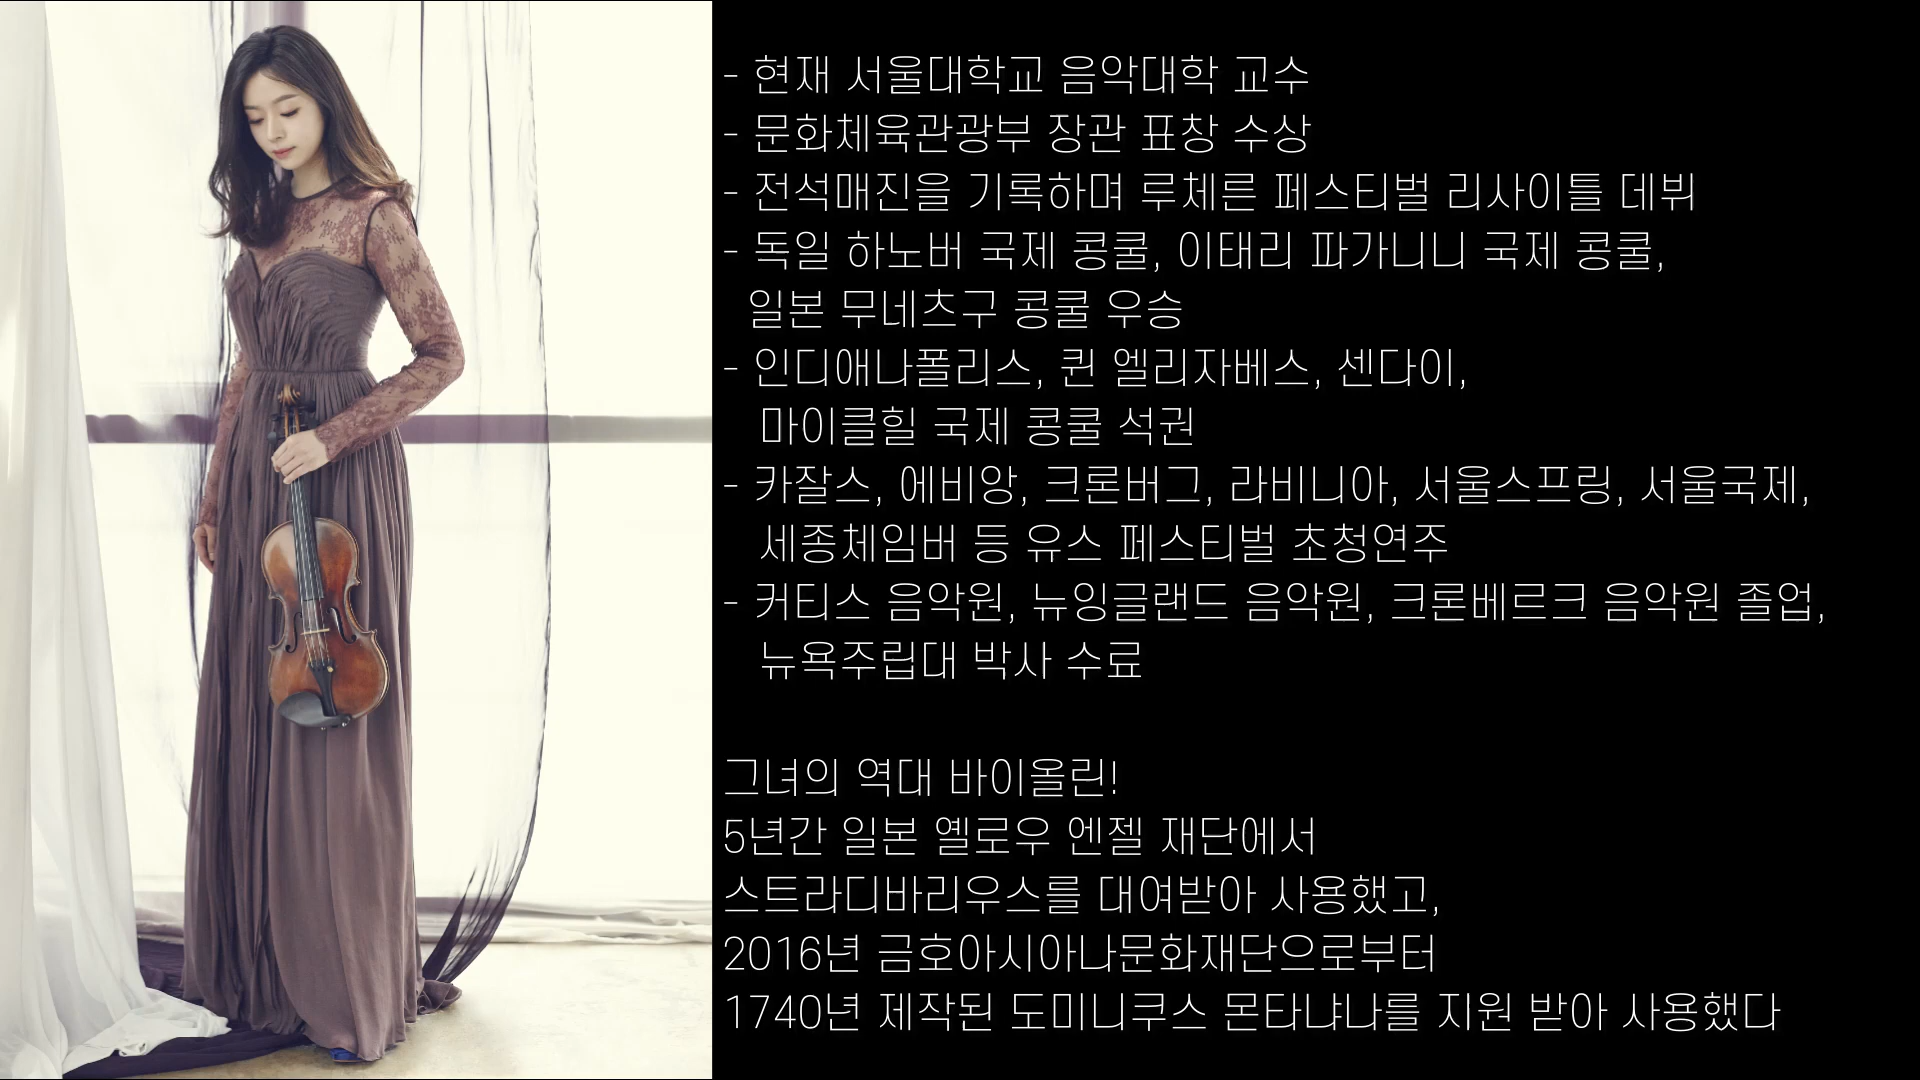 - 현재 서울대학교 음악대학 교수
- 문화체육관광부 장관 표창 수상
- 전석매진을 기록하며 루체른 페스티벌 리사이틀 데뷔
- 독일 하노버 국제 콩쿨, 이태리 파가니니 국제 콩쿨,
일본 무네츠구 콩쿨 우승
- 인디애나폴리스, 퀸 엘리자베스, 센다이,
마이클힐 국제 콩쿨 석권
- 카잘스, 에비앙, 크론버그, 라비니아, 서울스프링, 서울국제,
세종체임버 등 유스 페스티벌 초청연주
- 커티스 음악원, 뉴잉글랜드 음악원, 크론베르크 음악원 졸업,
뉴욕주립대 박사 수료
그녀의 역대 바이올린!
5년간 일본 옐로우 엔젤 재단에서
스트라디바리우스를 대여받아 사용했고,
2016년 금호아시아나문화재단으로부터
1740년 제작된 도미니쿠스 몬타냐나를 지원 받아 사용했다